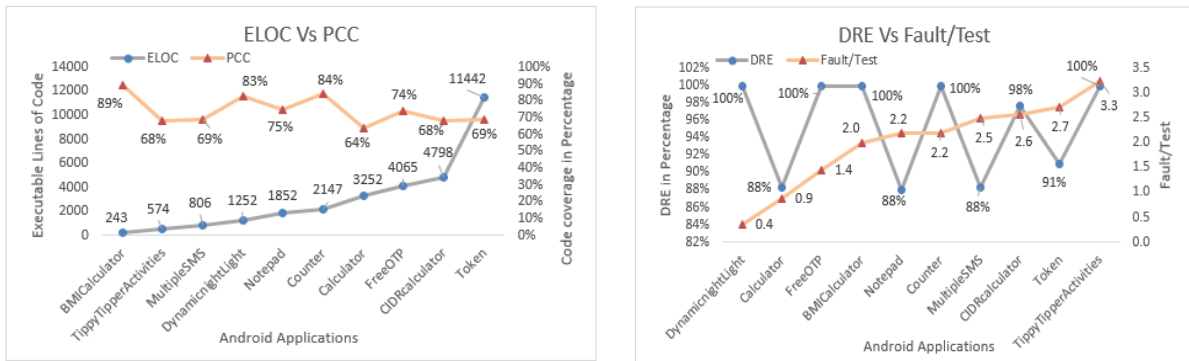 ELOC Vs PCC
ELOC PCC
Executable Lines of Code
14000
12000
10000
8000
6000
4000
2000
0
89% 68% 69% 83% 75% 84% 64% 74% 68% 69%
243 574 806 1252 1852 2147 3252 4065 4798 11442
100%
90%
80%
70%
60%
50%
40%
30%
20%
10%
0%
Code coverage in Percentage
BMICalculator
TippyTipperActivities
MultipleSMS
DynamicnightLight
Notepad
Counter
Calculator
FreeOTP
CIDRcalculator
Token
Android Applications
DRE Vs Fault/Test
DRE Fault/Test
DRE in Percentage
102%
100%
98%
96%
94%
92%
90%
88%
86%
84%
82%
100% 88% 100% 100% 88% 100% 88% 98% 91% 100%
0.4 0.9 1.4 2.0 2.2 2.2 2.5 2.6 2.7 3.3
3.5
3.0
2.5
2.0
1.5
1.0
0.5
0.0
Fault/Test
DynamicnightLight
Calculator
FreeOTP
BMICalculator
Notepad
Counter
MultipleSMS
CIDRcalculator
Token
TippyTipperActivities
Android Applications